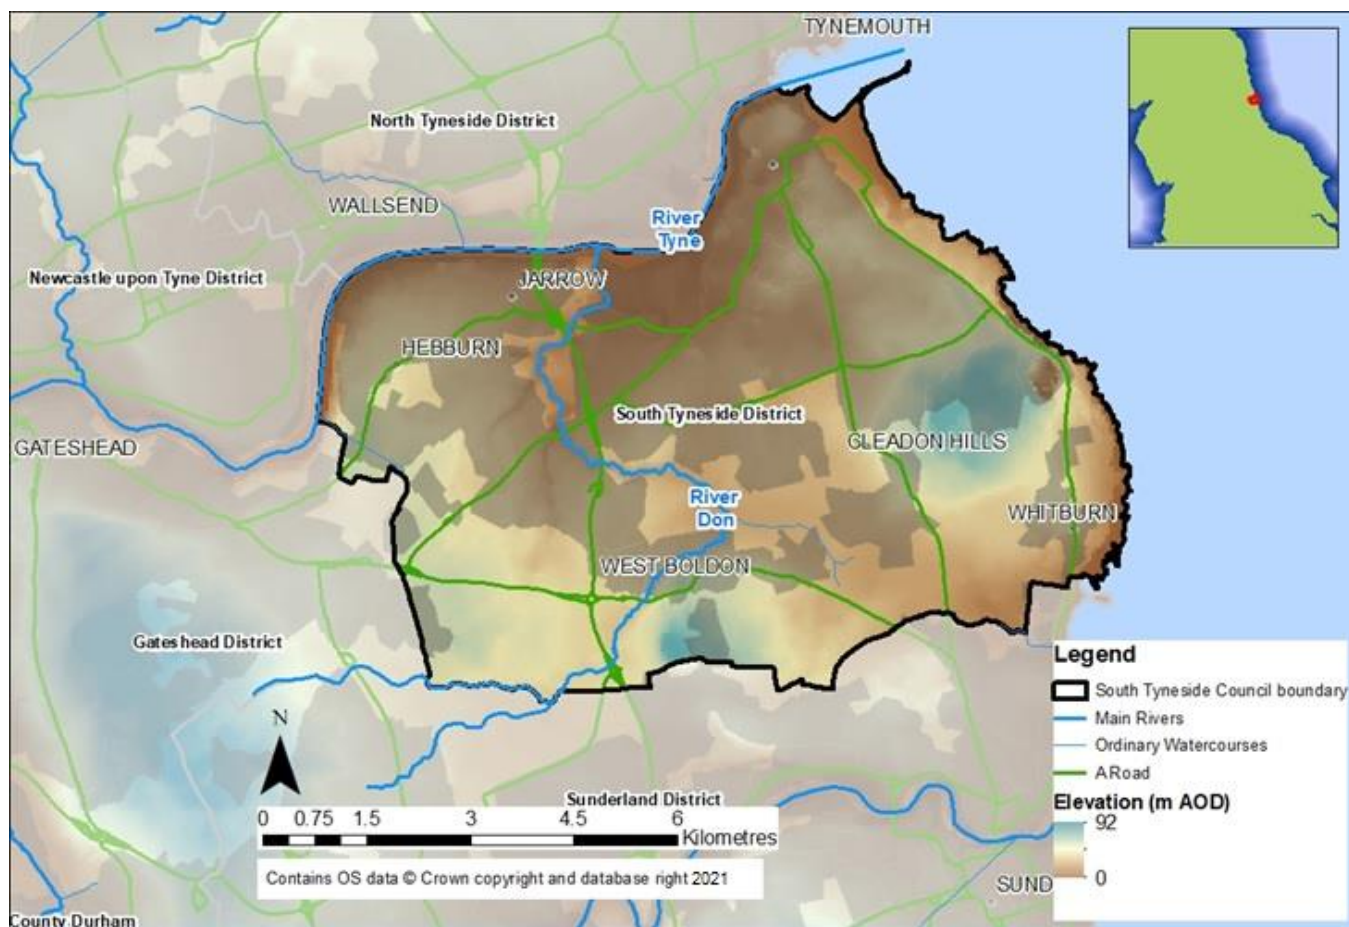 TYNEMOUTH
North Tyneside District
WALLSEND
River
Tyne
Newcastle upon Tyne District
JARROW
HEBBURN
South Tyneside District
GATESHEAD
CLEADON HILLS
River
Don
WHITBURN
WEST BOLDON
Gateshead District
N
Sunderland District
0 0.75 1.5 3 4.5 6
Kilometres
Contains OS data © Crown copyright and database right 2021
SUND
County Durham
Legend
South Tyneside Council boundary
Main Rivers
Ordinary Watercourses
A Road
Elevation (m AOD)
92
0